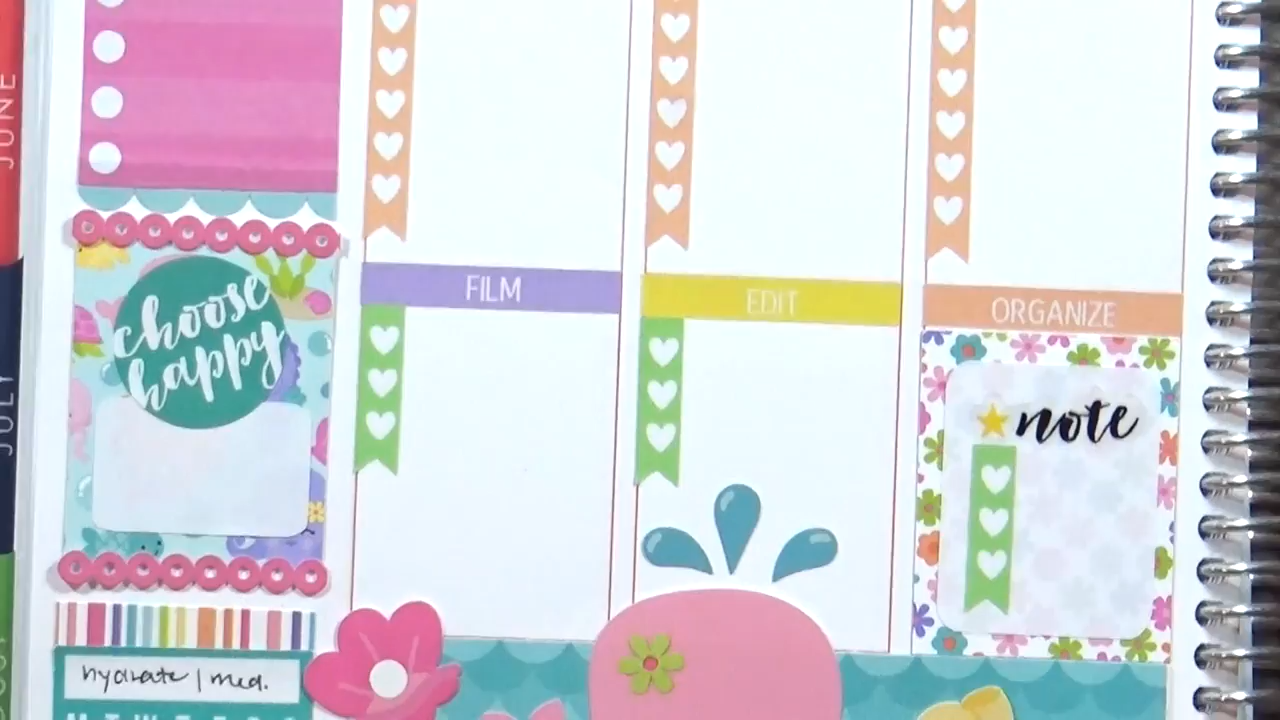 JUNE
JULY
choose
happy
hydrate / med.
FILM
EDIT
ORGANIZE
note